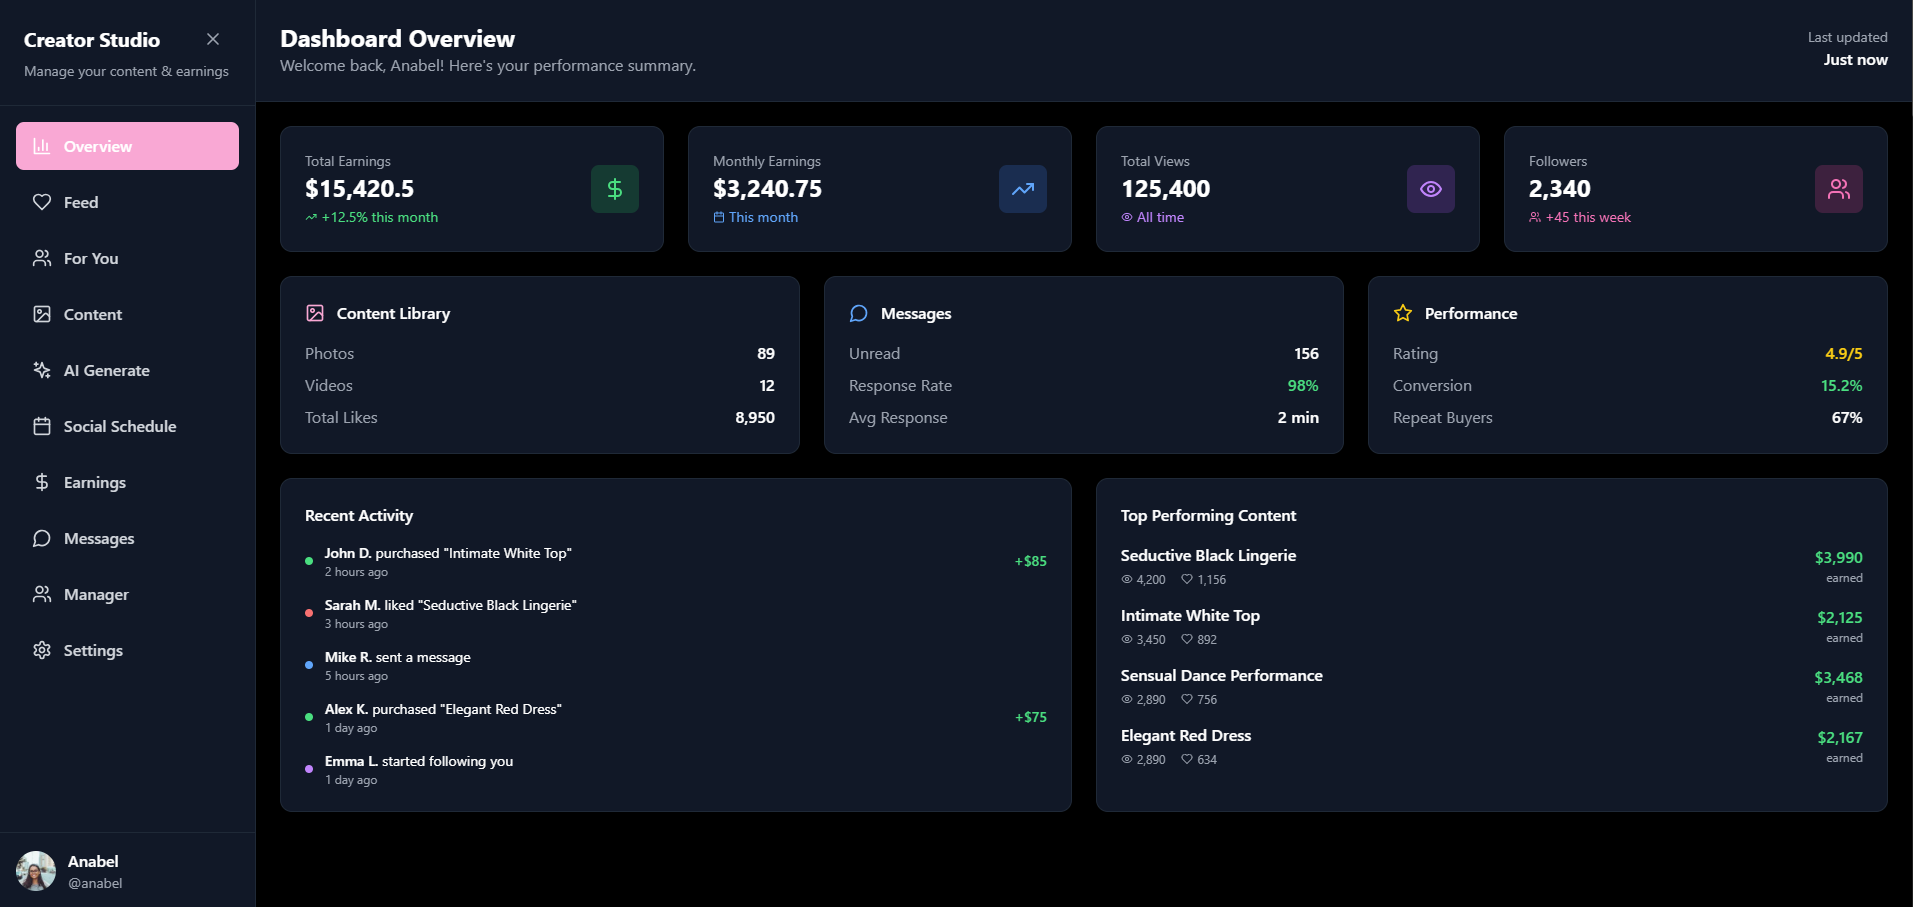 Creator Studio
Manage your content & earnings
Overview
Feed
For You
Content
AI Generate
Social Schedule
Earnings
Messages
Manager
Settings
Anabel
@anabel
Dashboard Overview
Welcome back, Anabel! Here's your performance summary.
Last updated
Just now
Total Earnings
$15,420.5
+12.5% this month
Monthly Earnings
$3,240.75
This month
Total Views
125,400
All time
Followers
2,340
+45 this week
Content Library
Photos 89
Videos 12
Total Likes 8,950
Messages
Unread 156
Response Rate 98%
Avg Response 2 min
Performance
Rating 4.9/5
Conversion 15.2%
Repeat Buyers 67%
Recent Activity
John D. purchased "Intimate White Top"
2 hours ago
+$85
Sarah M. liked "Seductive Black Lingerie"
3 hours ago
Mike R. sent a message
5 hours ago
Alex K. purchased "Elegant Red Dress"
1 day ago
+$75
Emma L. started following you
1 day ago
Top Performing Content
Seductive Black Lingerie
4,200 1,156
$3,990
earned
Intimate White Top
3,450 892
$2,125
earned
Sensual Dance Performance
2,890 756
$3,468
earned
Elegant Red Dress
2,890 634
$2,167
earned